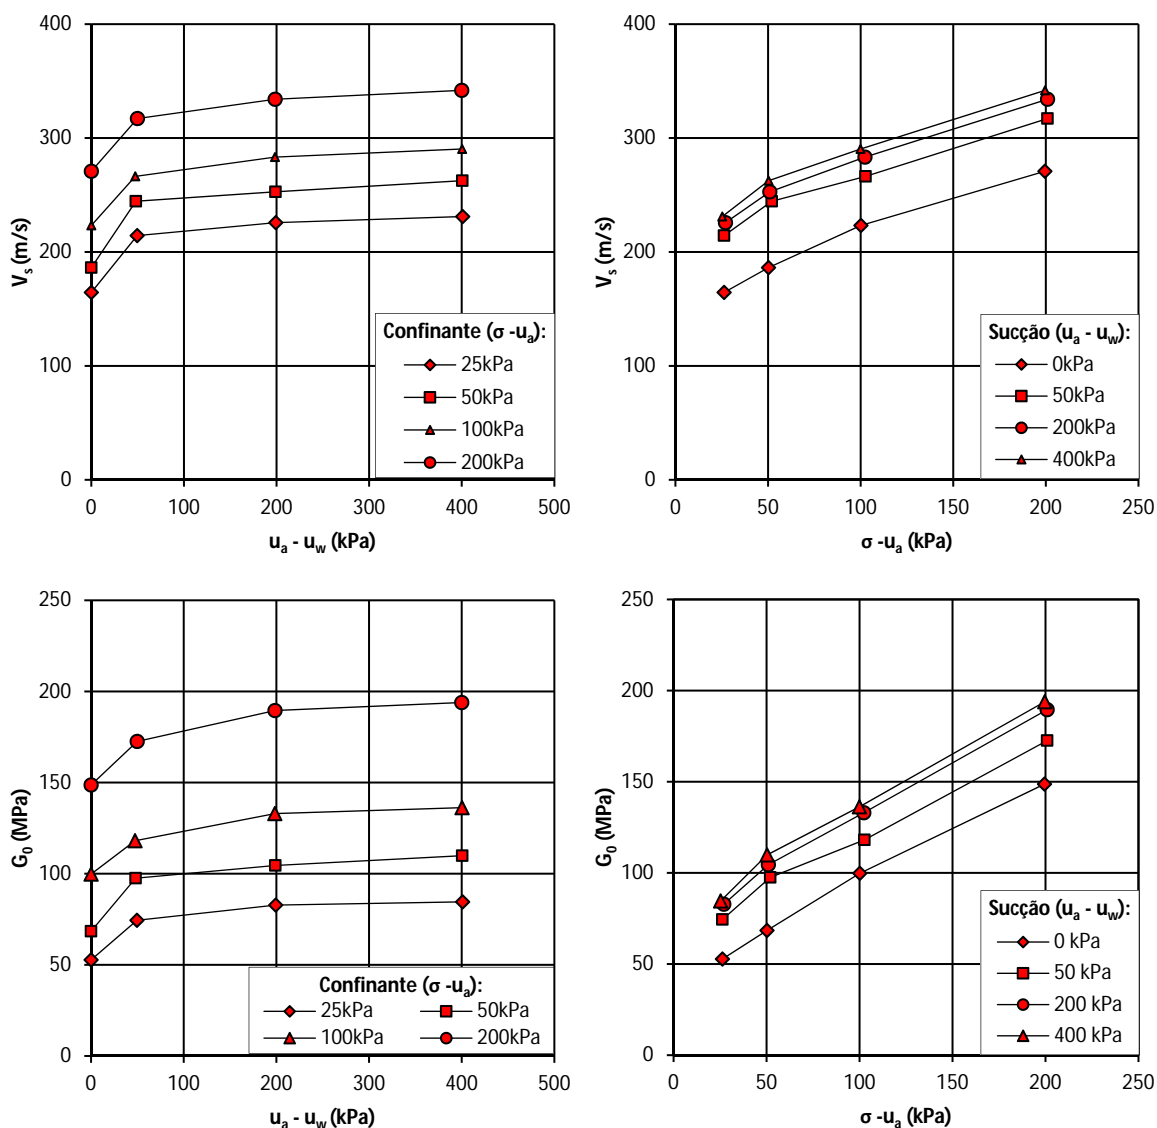 400
300
200
100
0
V_s (m/s)
0 100 200 300 400 500
u_a - u_w (kPa)
Confinante (σ -u_a):
25kPa
50kPa
100kPa
200kPa
400
300
200
100
0
V_s (m/s)
0 50 100 150 200 250
σ -u_a (kPa)
Sucção (u_a - u_w):
0kPa
50kPa
200kPa
400kPa
250
200
150
100
50
0
G_0 (MPa)
0 100 200 300 400 500
u_a - u_w (kPa)
Confinante (σ -u_a):
25kPa 50kPa
100kPa 200kPa
250
200
150
100
50
0
G_0 (MPa)
0 50 100 150 200 250
σ -u_a (kPa)
Sucção (u_a - u_w):
0 kPa
50 kPa
200 kPa
400 kPa